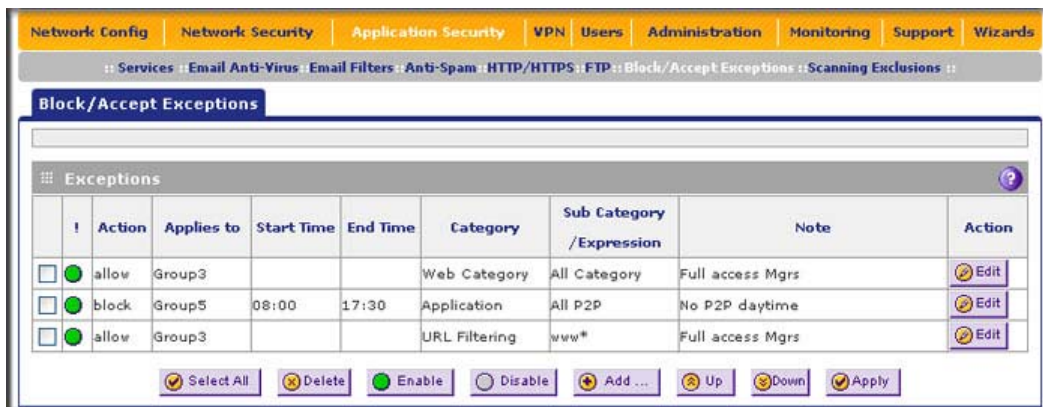 Network Config Network Security Application Security VPN Users Administration Monitoring Support Wizards
:: Services :: Email Anti-Virus :: Email Filters :: Anti-Spam :: HTTP/HTTPS :: FTP :: Block/Accept Exceptions :: Scanning Exclusions ::
Block/Accept Exceptions
Exceptions ?
! Action Applies to Start Time End Time Category Sub Category /Expression Note Action
allow Group3 Web Category All Category Full access Mgrs Edit
block Group5 08:00 17:30 Application All P2P No P2P daytime Edit
allow Group3 URL Filtering www* Full access Mgrs Edit
Select All Delete Enable Disable Add ... Up Down Apply